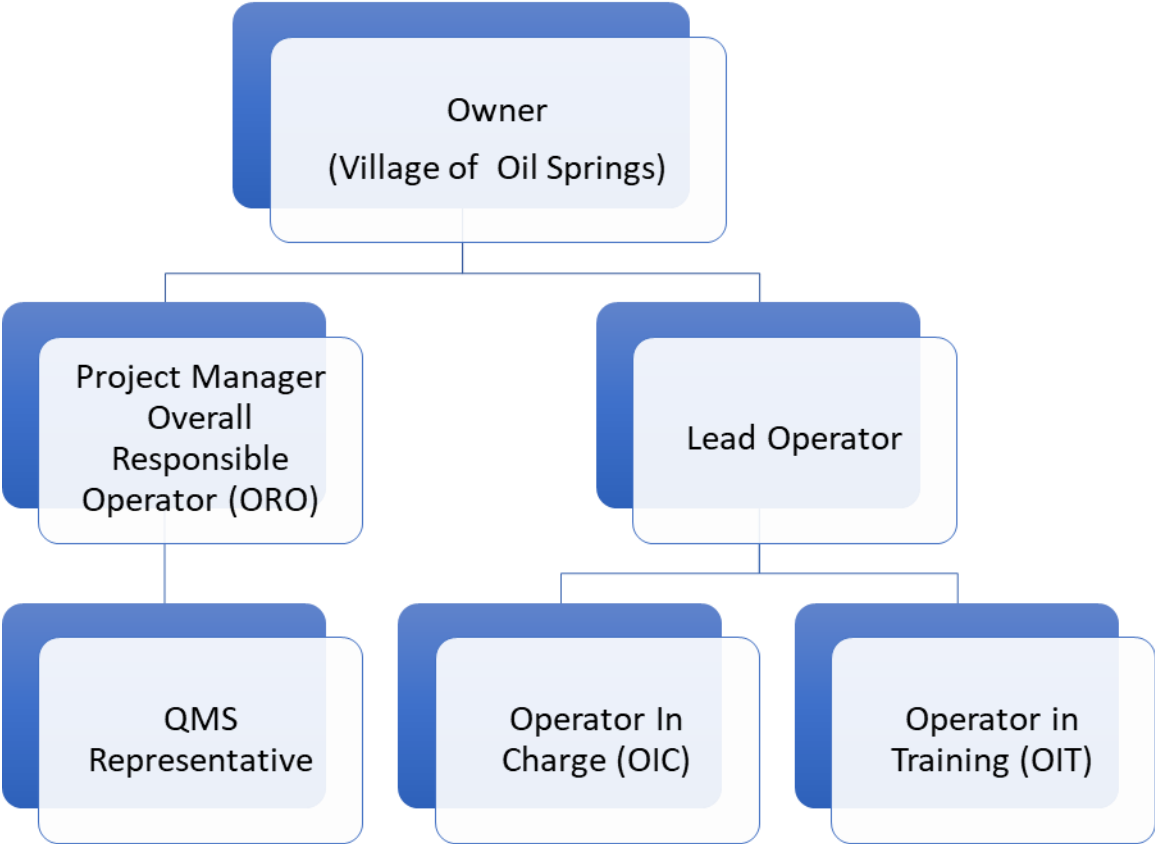 Owner
(Village of  Oil Springs)
Project Manager
Overall
Responsible
Operator (ORO)
Lead Operator
QMS
Representative
Operator In
Charge (OIC)
Operator in
Training (OIT)